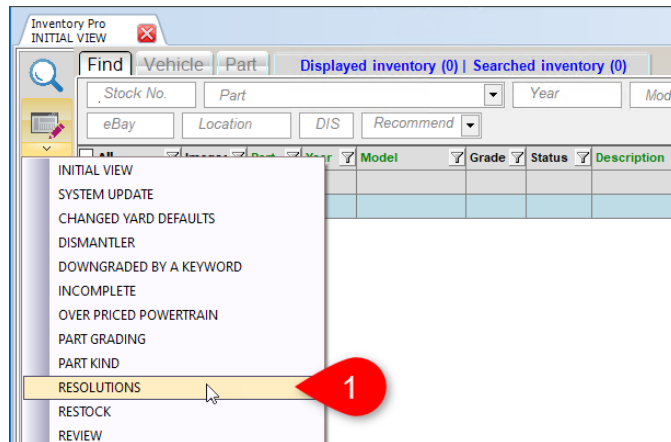 Inventory Pro
INITIAL VIEW
Find Vehicle Part Displayed inventory (0) | Searched inventory (0)
Stock No. Part Year Mod
eBay Location DIS Recommend
All Image Part Year Model Grade Status Description
INITIAL VIEW
SYSTEM UPDATE
CHANGED YARD DEFAULTS
DISMANTLER
DOWNGRADED BY A KEYWORD
INCOMPLETE
OVER PRICED POWERTRAIN
PART GRADING
PART KIND
RESOLUTIONS 1
RESTOCK
REVIEW